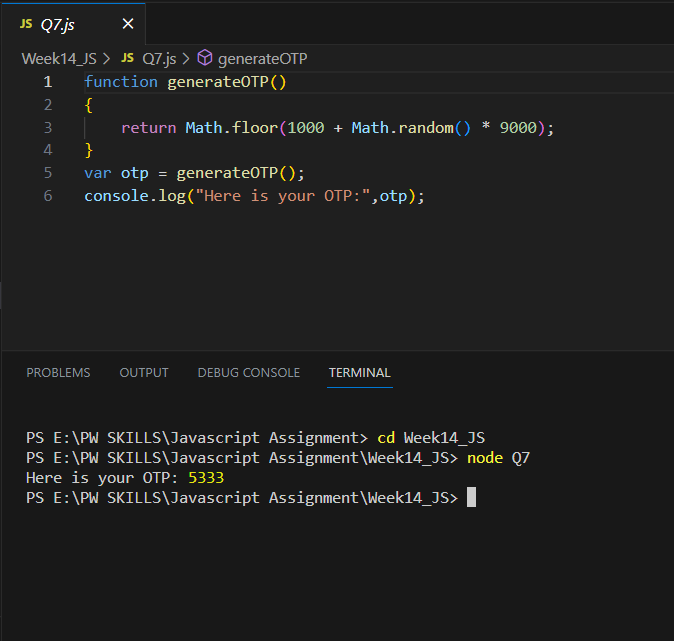 JS Q7.js ×
Week14_JS > JS Q7.js > generateOTP
1 function generateOTP()
2 {
3     return Math.floor(1000 + Math.random() * 9000);
4 }
5 var otp = generateOTP();
6 console.log("Here is your OTP:",otp);
PROBLEMS OUTPUT DEBUG CONSOLE TERMINAL
PS E:\PW SKILLS\Javascript Assignment> cd Week14_JS
PS E:\PW SKILLS\Javascript Assignment\Week14_JS> node Q7
Here is your OTP: 5333
PS E:\PW SKILLS\Javascript Assignment\Week14_JS>